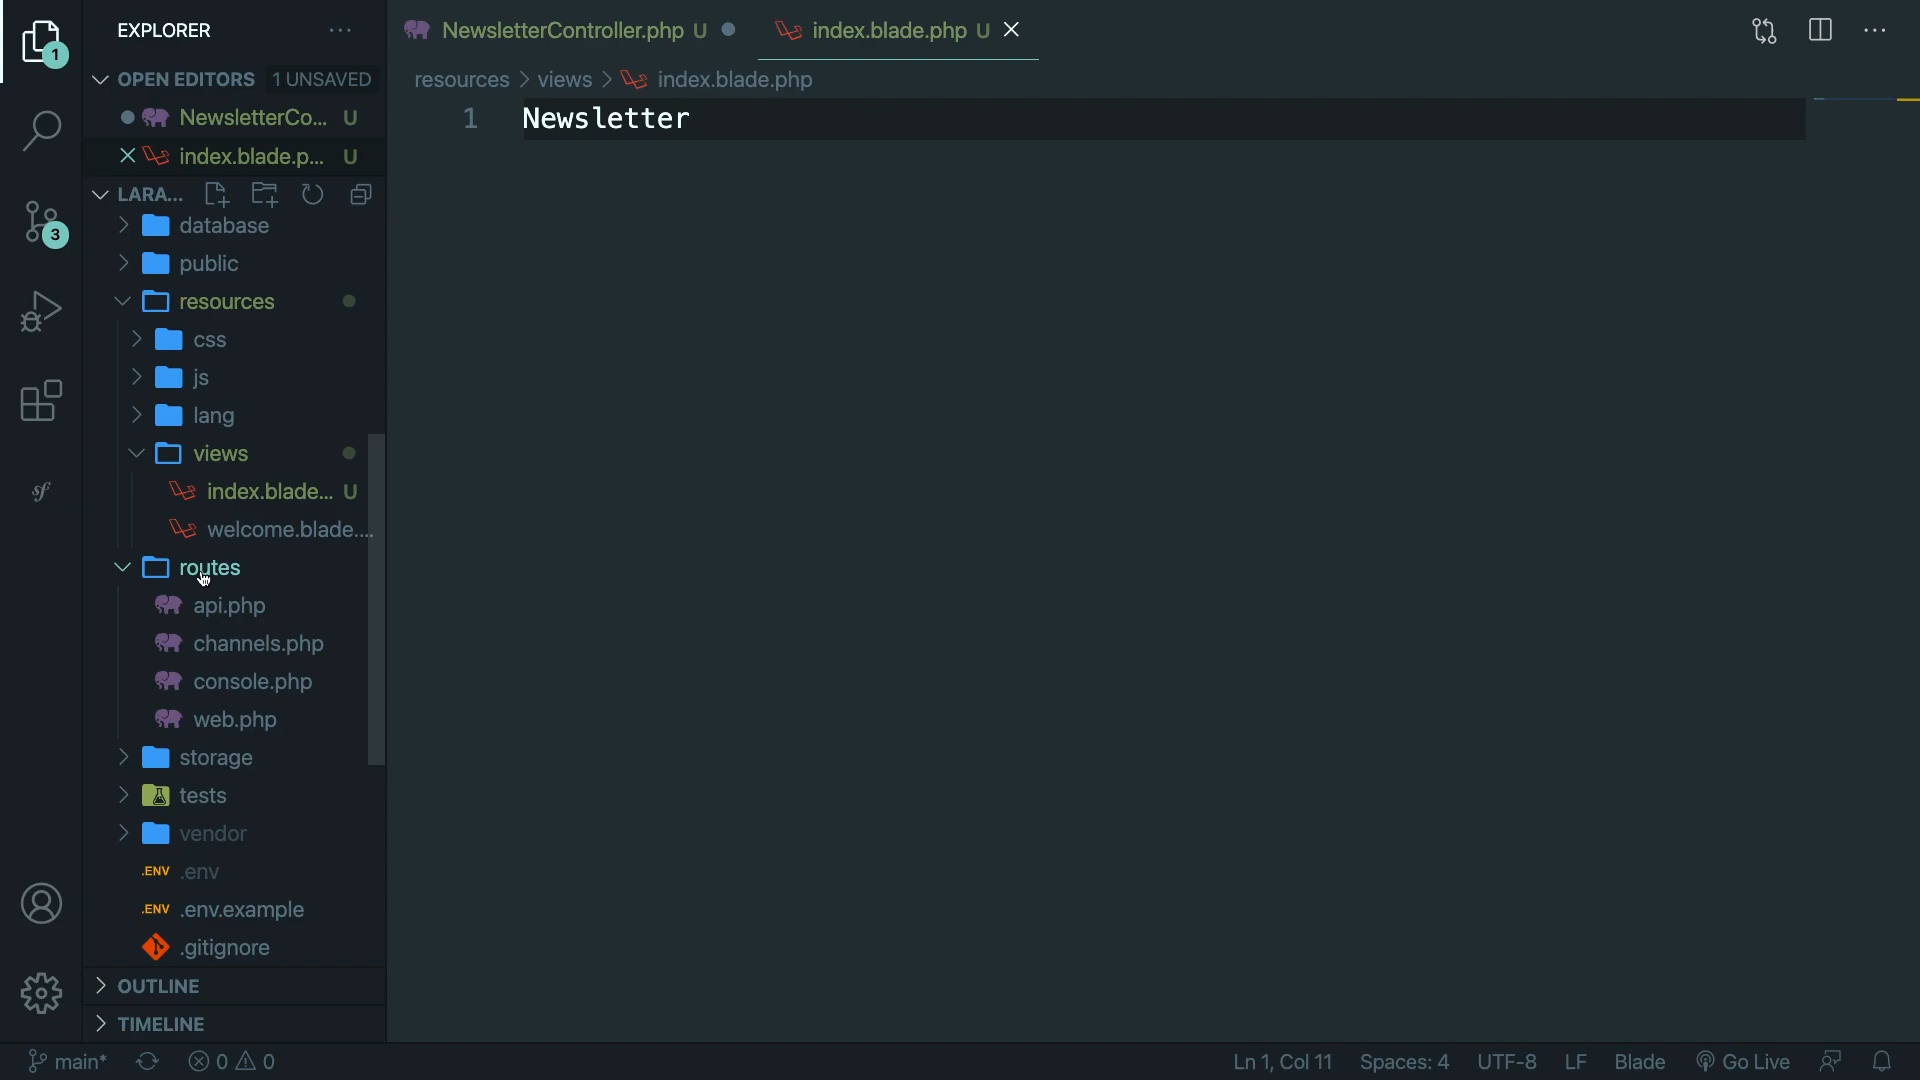 EXPLORER
OPEN EDITORS 1 UNSAVED
NewsletterCo... U
index.blade.p... U
LARA...
database
public
resources
css
js
lang
views
index.blade... U
welcome.blade....
routes
api.php
channels.php
console.php
web.php
storage
tests
vendor
.ENV .env
.ENV .env.example
.gitignore
OUTLINE
TIMELINE
1
3
sf
NewsletterController.php U
index.blade.php U
resources > views > index.blade.php
1 Newsletter
main* 0 0
Ln 1, Col 11 Spaces: 4 UTF-8 LF Blade Go Live